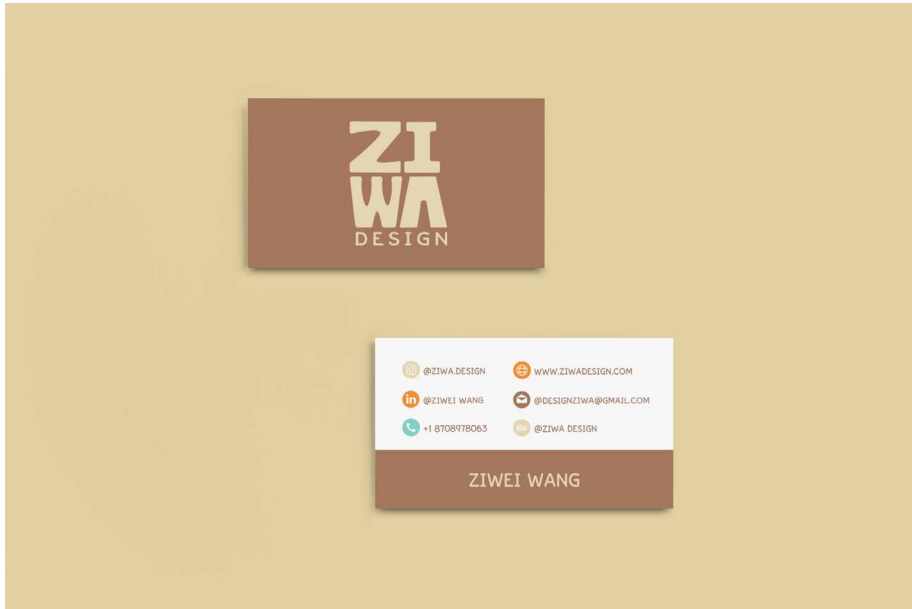 ZI
WA
DESIGN
@ZIWA.DESIGN
WWW.ZIWADESIGN.COM
@ZIWEI WANG
@DESIGNZIWA@GMAIL.COM
+1 8708978063
@ZIWA DESIGN
ZIWEI WANG